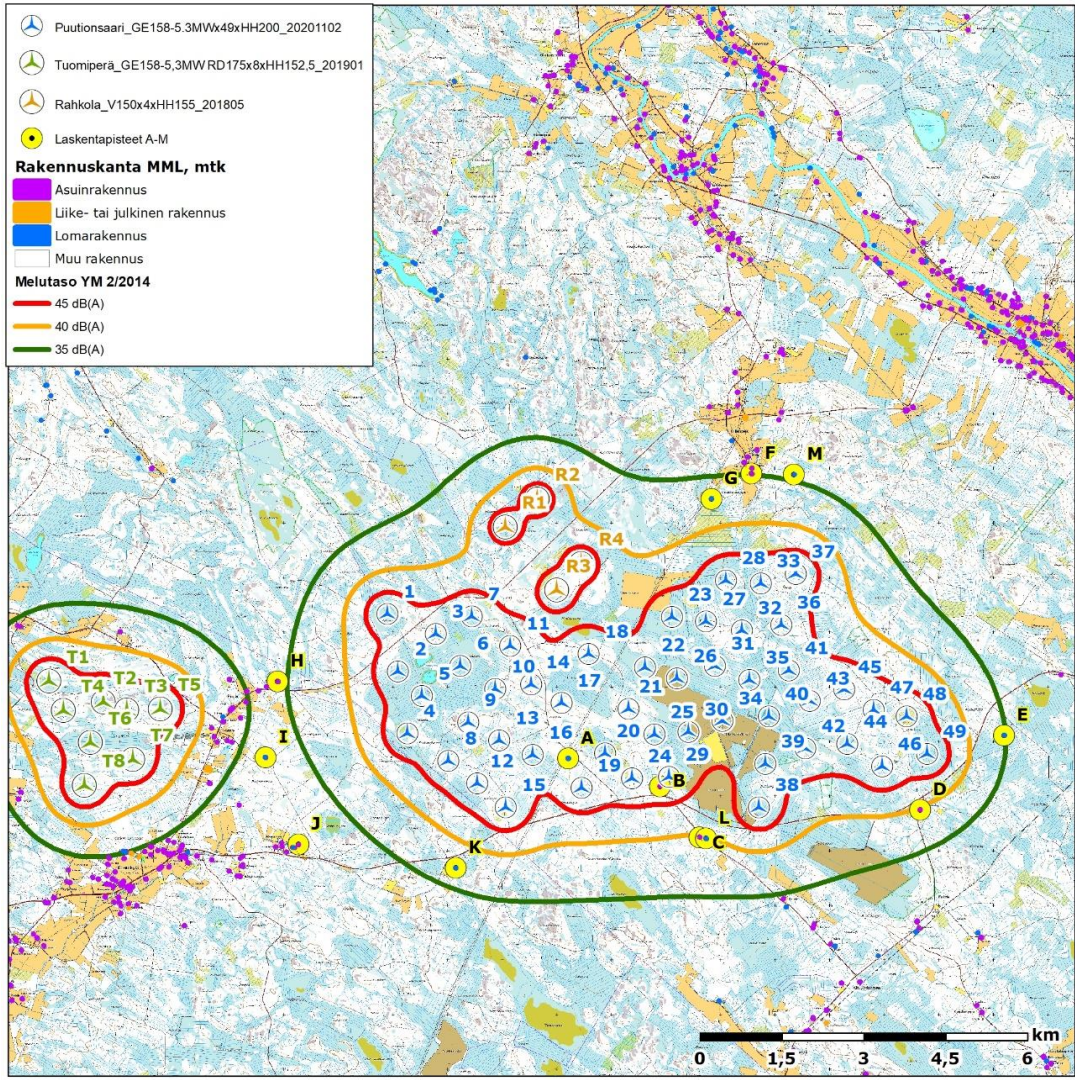 Puutionsaari_GE158-5.3MWx49xHH200_20201102
Tuomiperä_GE158-5,3MW RD175x8xHH152,5_201901
Rahkola_V150x4xHH155_201805
Laskentapisteet A-M
Rakennuskanta MML, mtk
Asuinrakennus
Liike- tai julkinen rakennus
Lomarakennus
Muu rakennus
Melutaso YM 2/2014
45 dB(A)
40 dB(A)
35 dB(A)
F
M
G
R2
R1
R4
R3
28
33
37
1
7
3
23
27
32
36
11
18
2
6
22
31
41
H
T1
T2
T4
T3
T5
T6
T7
T8
5
10
14
26
35
45
17
21
43
47
48
4
9
34
40
13
20
25
30
44
49
E
8
16
42
I
A
12
24
29
39
46
19
15
B
38
D
J
L
C
K
km
0
1,5
3
4,5
6